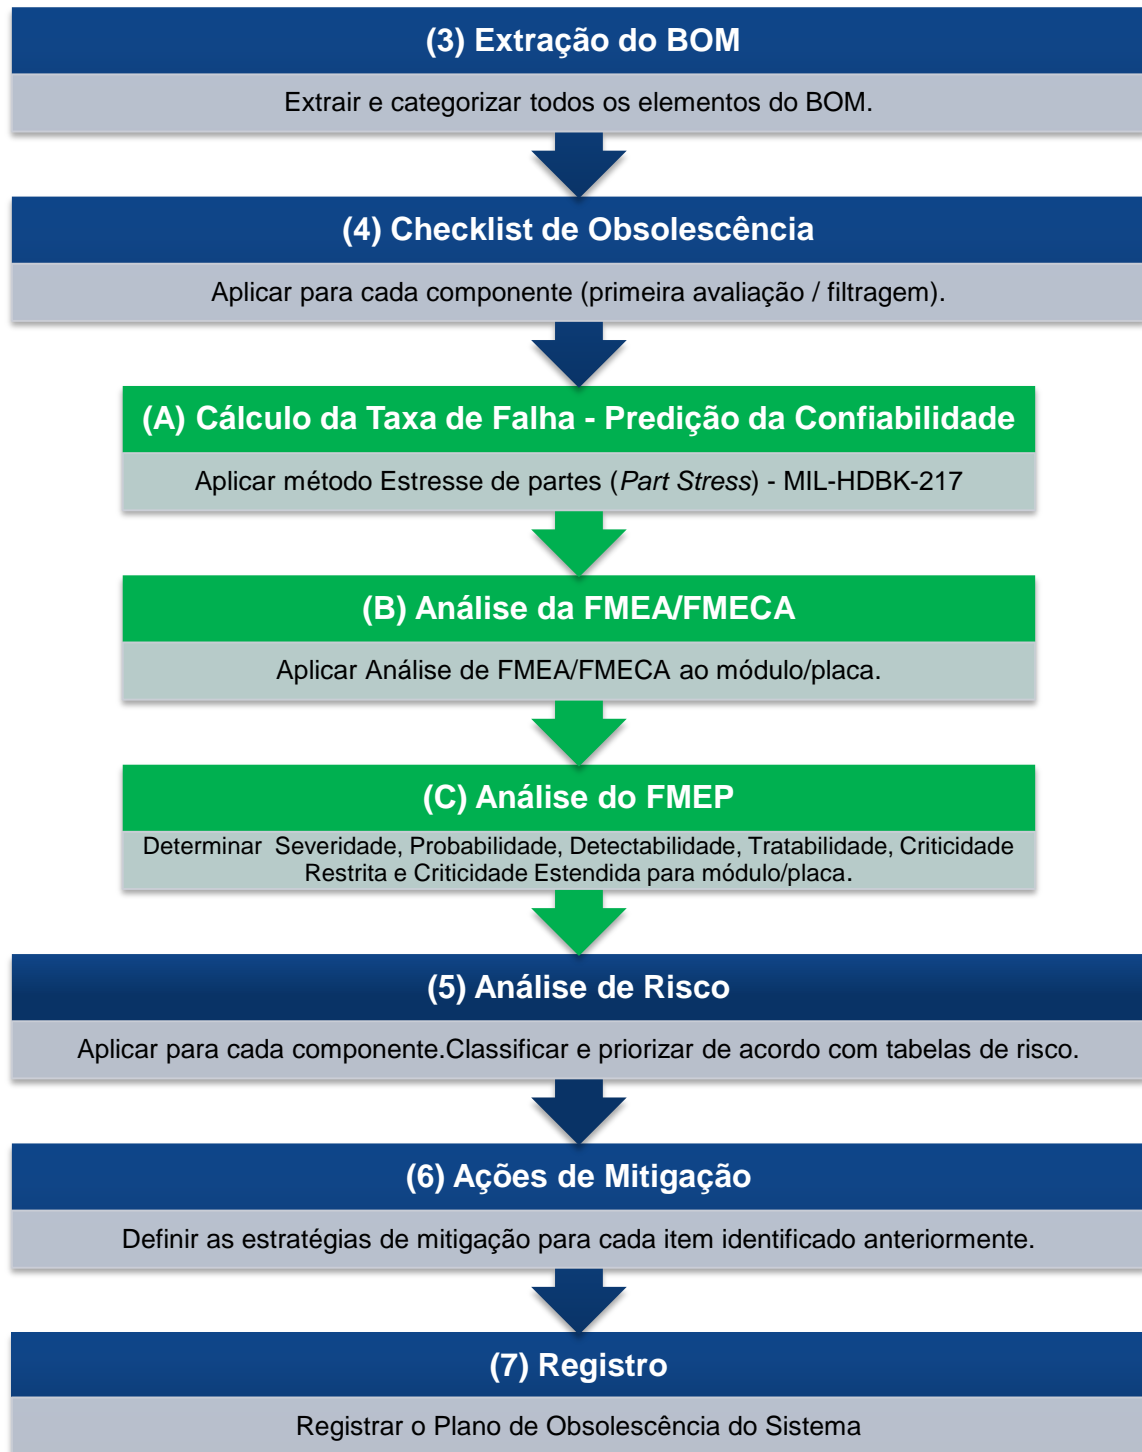 (3) Extração do BOM
Extrair e categorizar todos os elementos do BOM.
(4) Checklist de Obsolescência
Aplicar para cada componente (primeira avaliação / filtragem).
(A) Cálculo da Taxa de Falha - Predição da Confiabilidade
Aplicar método Estresse de partes (Part Stress) - MIL-HDBK-217
(B) Análise da FMEA/FMECA
Aplicar Análise de FMEA/FMECA ao módulo/placa.
(C) Análise do FMEP
Determinar Severidade, Probabilidade, Detectabilidade, Tratabilidade, Criticidade
Restrita e Criticidade Estendida para módulo/placa.
(5) Análise de Risco
Aplicar para cada componente.Classificar e priorizar de acordo com tabelas de risco.
(6) Ações de Mitigação
Definir as estratégias de mitigação para cada item identificado anteriormente.
(7) Registro
Registrar o Plano de Obsolescência do Sistema